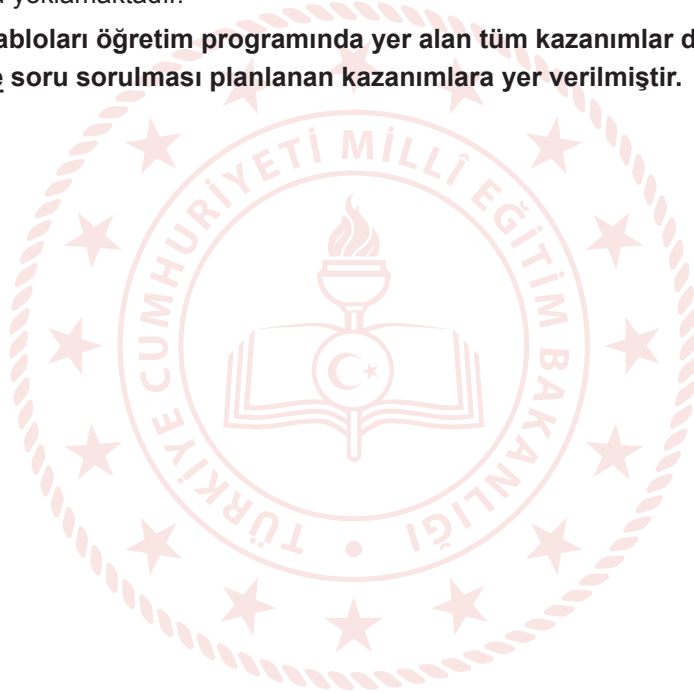 yoklamaktadır.
abloları öğretim programında yer alan tüm kazanımlar d
soru sorulması planlanan kazanımlara yer verilmiştir.
TÜRKİYE CUMHURİYETİ MİLLÎ EĞİTİM BAKANLIĞI